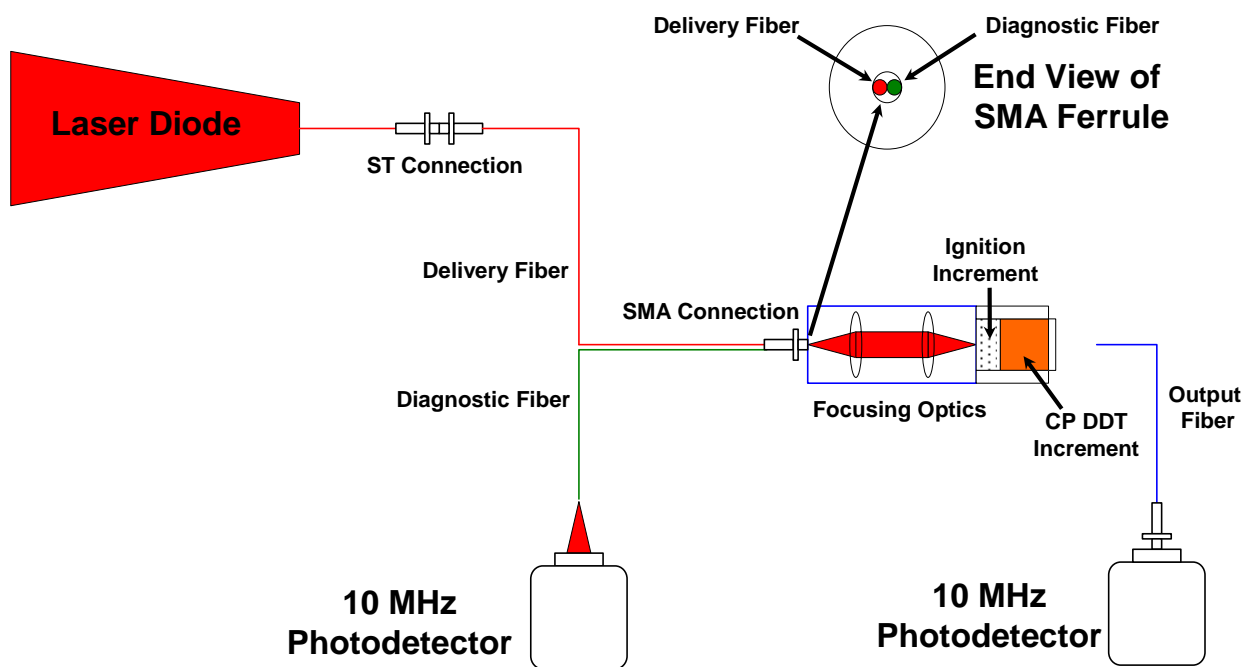 Delivery Fiber
Diagnostic Fiber
End View of
SMA Ferrule
Laser Diode
ST Connection
Delivery Fiber
SMA Connection
Ignition
Increment
Diagnostic Fiber
Focusing Optics
CP DDT
Increment
Output
Fiber
10 MHz
Photodetector
10 MHz
Photodetector